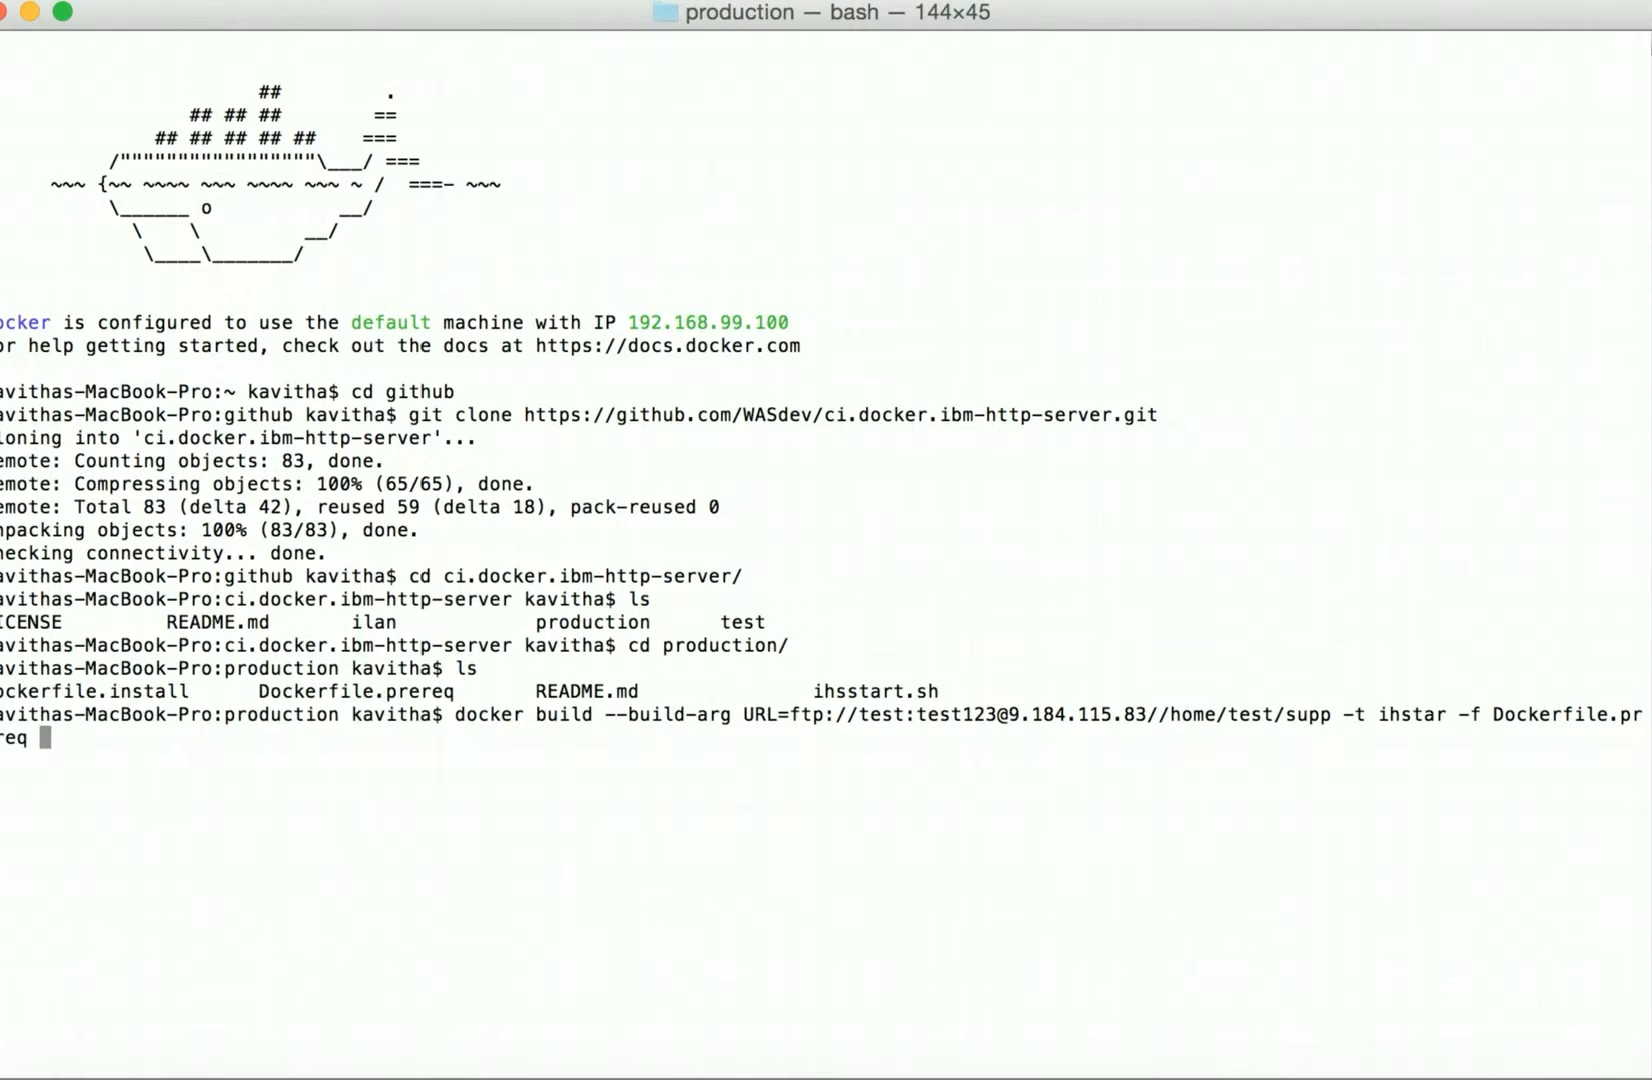 production — bash — 144×45
##        .
## ## ##        ==
## ## ## ## ##    ===
/"""""""""""""""""\___/ ===
~~~ {~~ ~~~~ ~~~ ~~~~ ~~~ ~ /  ===- ~~~
\______ o           __/
\    \         __/
\____\_______/
ocker is configured to use the default machine with IP 192.168.99.100
or help getting started, check out the docs at https://docs.docker.com
avithas-MacBook-Pro:~ kavitha$ cd github
avithas-MacBook-Pro:github kavitha$ git clone https://github.com/WASdev/ci.docker.ibm-http-server.git
loning into 'ci.docker.ibm-http-server'...
emote: Counting objects: 83, done.
emote: Compressing objects: 100% (65/65), done.
emote: Total 83 (delta 42), reused 59 (delta 18), pack-reused 0
npacking objects: 100% (83/83), done.
hecking connectivity... done.
avithas-MacBook-Pro:github kavitha$ cd ci.docker.ibm-http-server/
avithas-MacBook-Pro:ci.docker.ibm-http-server kavitha$ ls
ICENSE README.md ilan production test
avithas-MacBook-Pro:ci.docker.ibm-http-server kavitha$ cd production/
avithas-MacBook-Pro:production kavitha$ ls
ockerfile.install Dockerfile.prereq README.md ihsstart.sh
avithas-MacBook-Pro:production kavitha$ docker build --build-arg URL=ftp://test:test123@9.184.115.83//home/test/supp -t ihstar -f Dockerfile.pr
req